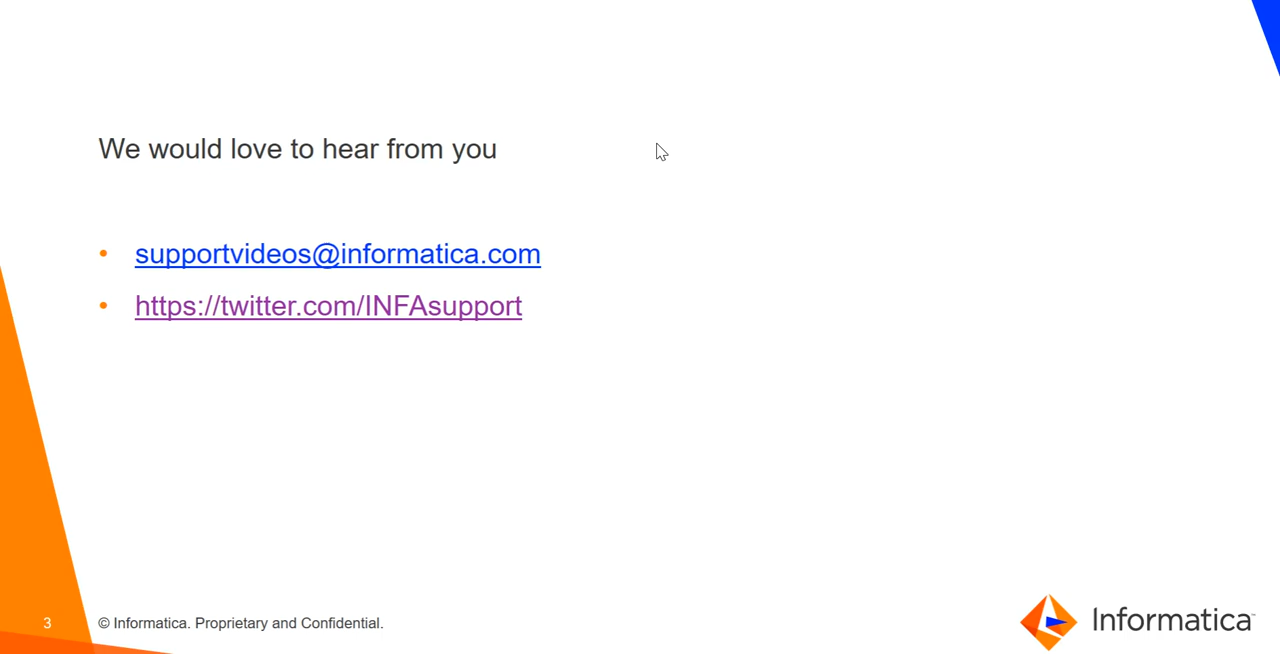 We would love to hear from you
• supportvideos@informatica.com
• https://twitter.com/INFAsupport
3 © Informatica. Proprietary and Confidential.
Informatica